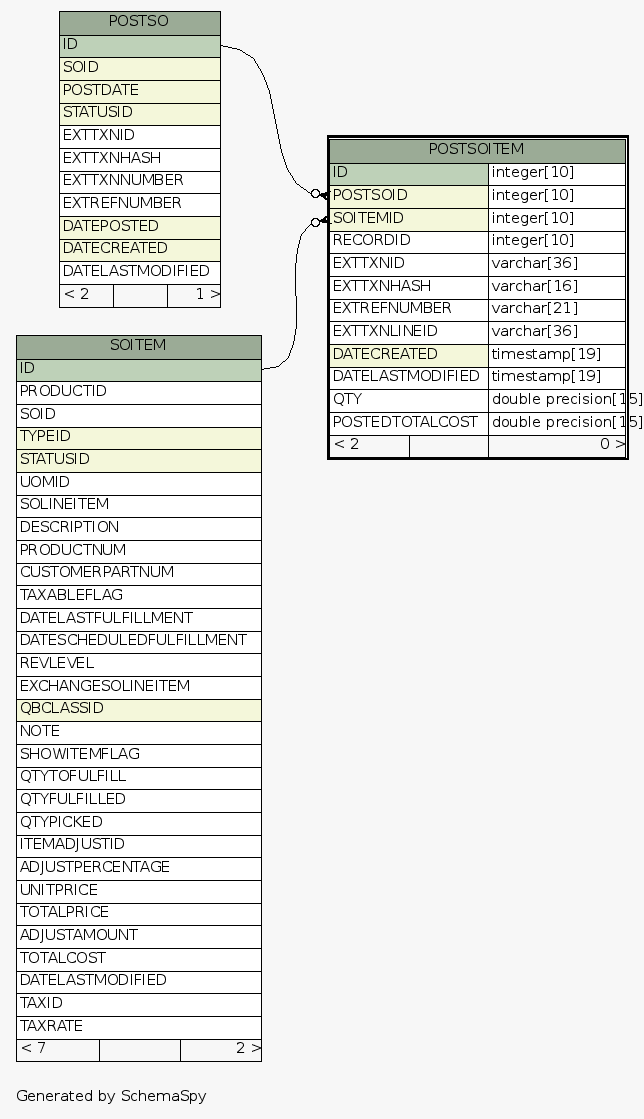 POSTSO
ID
SOID
POSTDATE
STATUSID
EXTTXNID
EXTTXNHASH
EXTTXNNUMBER
EXTREFNUMBER
DATEPOSTED
DATECREATED
DATELASTMODIFIED
< 2 1 >
POSTSOITEM
ID integer[10]
POSTSOID integer[10]
SOITEMID integer[10]
RECORDID integer[10]
EXTTXNID varchar[36]
EXTTXNHASH varchar[16]
EXTREFNUMBER varchar[21]
EXTTXNLINEID varchar[36]
DATECREATED timestamp[19]
DATELASTMODIFIED timestamp[19]
QTY double precision[15]
POSTEDTOTALCOST double precision[15]
< 2 0 >
SOITEM
ID
PRODUCTID
SOID
TYPEID
STATUSID
UOMID
SOLINEITEM
DESCRIPTION
PRODUCTNUM
CUSTOMERPARTNUM
TAXABLEFLAG
DATELASTFULFILLMENT
DATESCHEDULEDFULFILLMENT
REVLEVEL
EXCHANGESOLINEITEM
QBCLASSID
NOTE
SHOWITEMFLAG
QTYTOFULFILL
QTYFULFILLED
QTYPICKED
ITEMADJUSTID
ADJUSTPERCENTAGE
UNITPRICE
TOTALPRICE
ADJUSTAMOUNT
TOTALCOST
DATELASTMODIFIED
TAXID
TAXRATE
< 7 2 >
Generated by SchemaSpy